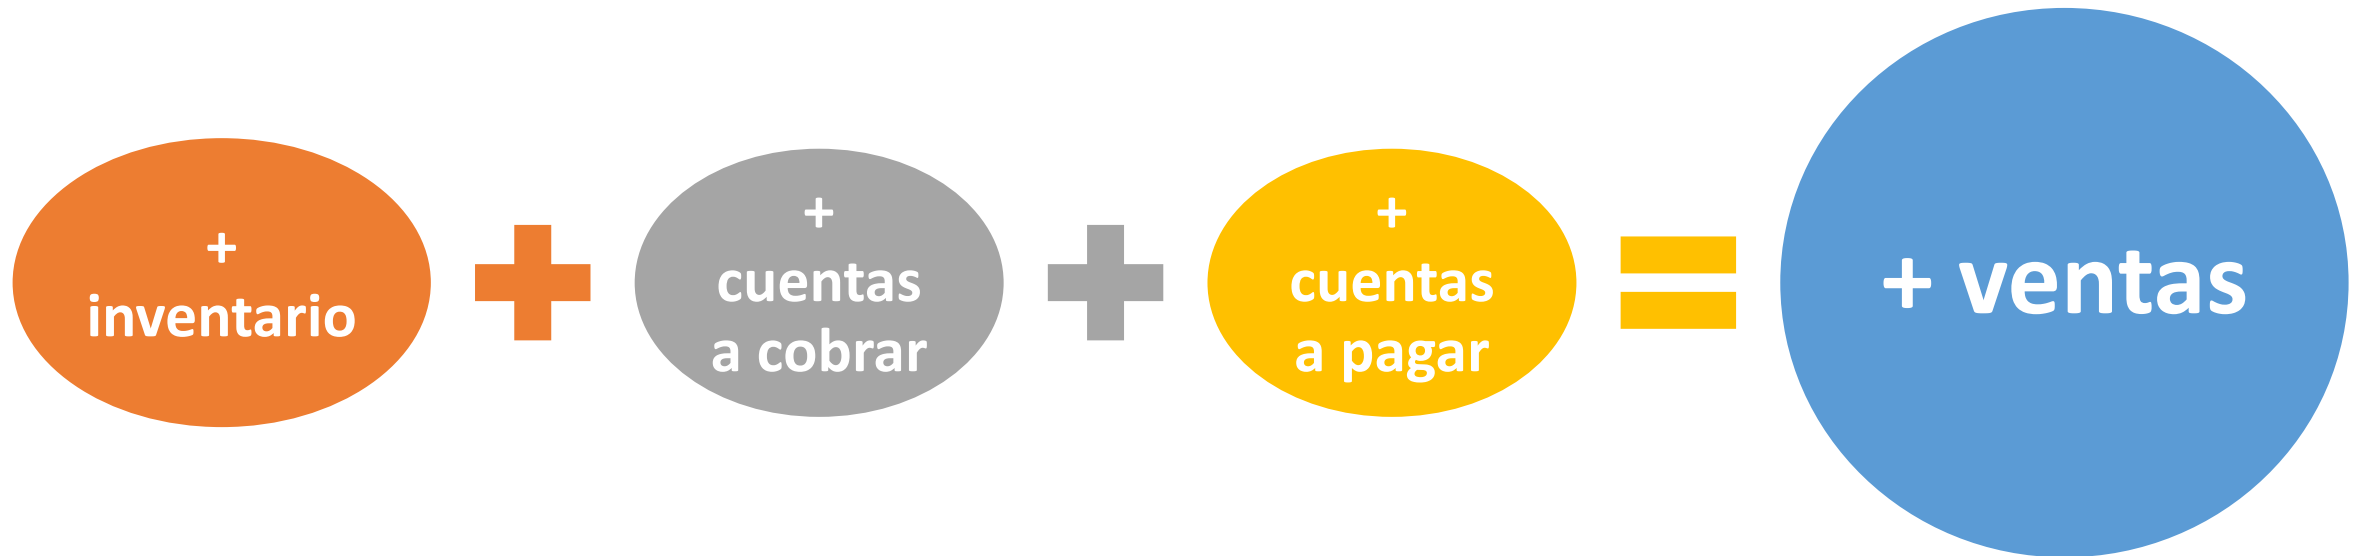 +
inventario
+
cuentas
a cobrar
+
cuentas
a pagar
+ ventas